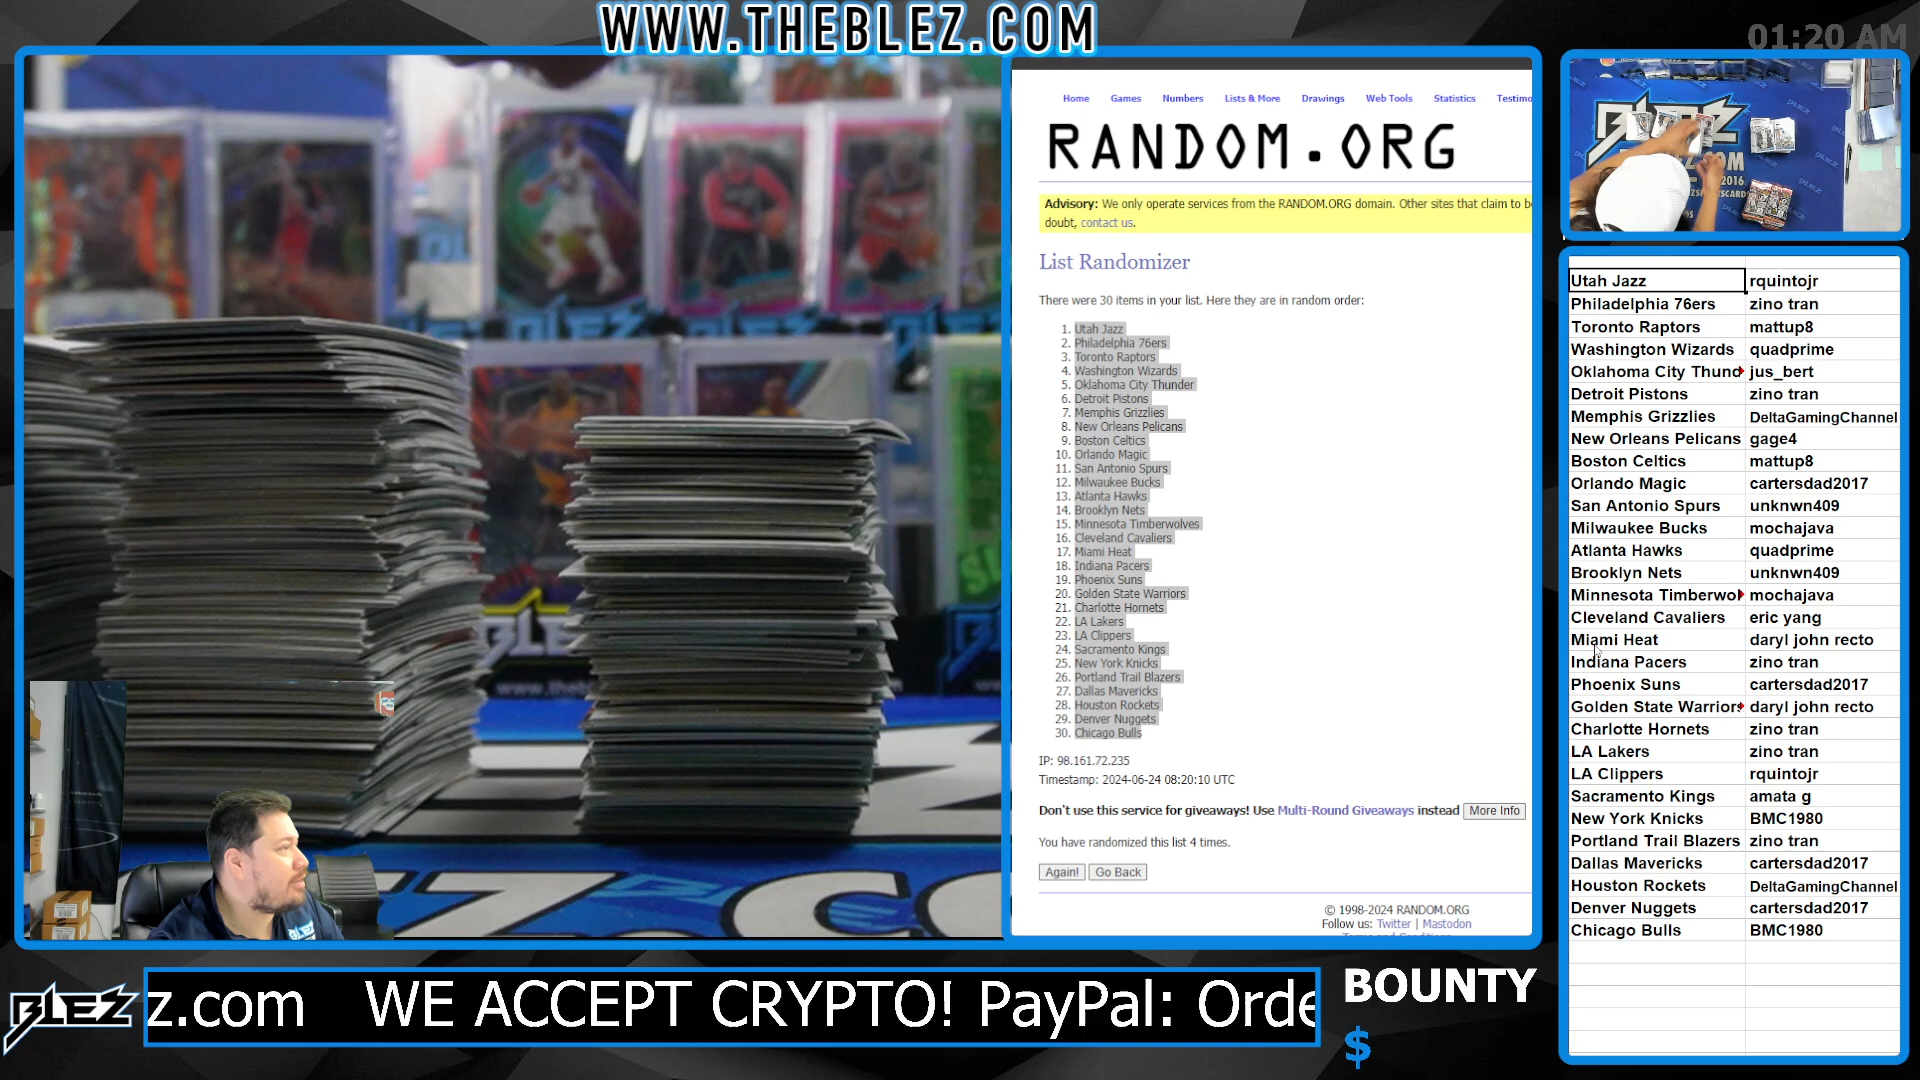 WWW.THEBLEZ.COM
01:20 AM
Home Games Numbers Lists & More Drawings Web Tools Statistics Testimo
RANDOM.ORG
Advisory: We only operate services from the RANDOM.ORG domain. Other sites that claim to b
doubt, contact us.
List Randomizer
There were 30 items in your list. Here they are in random order:
1. Utah Jazz
2. Philadelphia 76ers
3. Toronto Raptors
4. Washington Wizards
5. Oklahoma City Thunder
6. Detroit Pistons
7. Memphis Grizzlies
8. New Orleans Pelicans
9. Boston Celtics
10. Orlando Magic
11. San Antonio Spurs
12. Milwaukee Bucks
13. Atlanta Hawks
14. Brooklyn Nets
15. Minnesota Timberwolves
16. Cleveland Cavaliers
17. Miami Heat
18. Indiana Pacers
19. Phoenix Suns
20. Golden State Warriors
21. Charlotte Hornets
22. LA Lakers
23. LA Clippers
24. Sacramento Kings
25. New York Knicks
26. Portland Trail Blazers
27. Dallas Mavericks
28. Houston Rockets
29. Denver Nuggets
30. Chicago Bulls
IP: 98.161.72.235
Timestamp: 2024-06-24 08:20:10 UTC
Don't use this service for giveaways! Use Multi-Round Giveaways instead More Info
You have randomized this list 4 times.
Again! Go Back
© 1998-2024 RANDOM.ORG
Follow us: Twitter | Mastodon
Utah Jazz rquintojr
Philadelphia 76ers zino tran
Toronto Raptors mattup8
Washington Wizards quadprime
Oklahoma City Thund jus_bert
Detroit Pistons zino tran
Memphis Grizzlies DeltaGamingChannel
New Orleans Pelicans gage4
Boston Celtics mattup8
Orlando Magic cartersdad2017
San Antonio Spurs unknwn409
Milwaukee Bucks mochajava
Atlanta Hawks quadprime
Brooklyn Nets unknwn409
Minnesota Timberwol mochajava
Cleveland Cavaliers eric yang
Miami Heat daryl john recto
Indiana Pacers zino tran
Phoenix Suns cartersdad2017
Golden State Warriors daryl john recto
Charlotte Hornets zino tran
LA Lakers zino tran
LA Clippers rquintojr
Sacramento Kings amata g
New York Knicks BMC1980
Portland Trail Blazers zino tran
Dallas Mavericks cartersdad2017
Houston Rockets DeltaGamingChannel
Denver Nuggets cartersdad2017
Chicago Bulls BMC1980
BLEZ
z.com WE ACCEPT CRYPTO! PayPal: Orde
BOUNTY
$